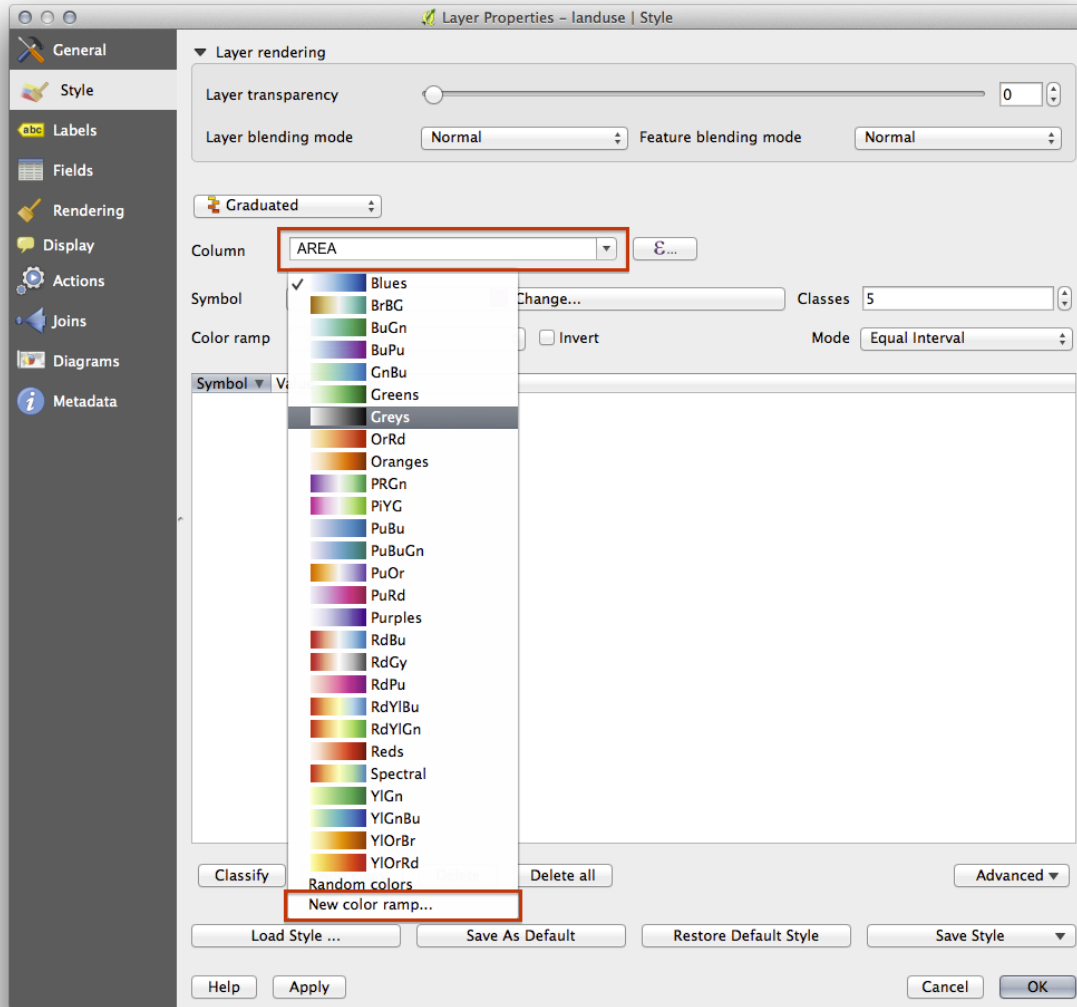 Layer Properties – landuse | Style
General
Style
abc Labels
Fields
Rendering
Display
Actions
Joins
Diagrams
Metadata
Layer rendering
Layer transparency 0
Layer blending mode Normal Feature blending mode Normal
Graduated
Column AREA ε...
Symbol Change... Classes 5
Color ramp Invert Mode Equal Interval
Symbol
Blues
BrBG
BuGn
BuPu
GnBu
Greens
Greys
OrRd
Oranges
PRGn
PiYG
PuBu
PuBuGn
PuOr
PuRd
Purples
RdBu
RdGy
RdPu
RdYlBu
RdYlGn
Reds
Spectral
YlGn
YlGnBu
YlOrBr
YlOrRd
Random colors
New color ramp...
Classify Delete all Advanced
Load Style ... Save As Default Restore Default Style Save Style
Help Apply Cancel OK